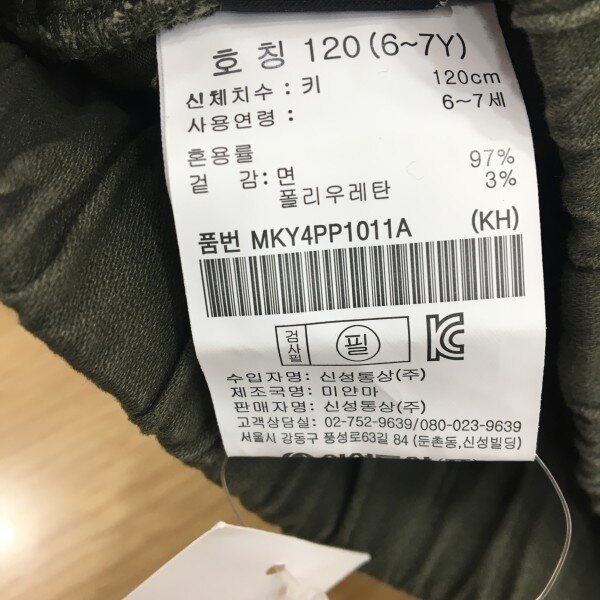 호 칭 120 (6~7Y)
신체치수 : 키 120cm
사용연령 : 6~7세
혼용률
겉 감 : 면 97%
폴리우레탄 3%
품번 MKY4PP1011A (KH)
검사필 필
수입자명: 신성통상(주)
제조국명: 미얀마
판매자명: 신성통상(주)
고객상담실: 02-752-9639/080-023-9639
서울시 강동구 풍성로63길 84 (둔촌동,신성빌딩)